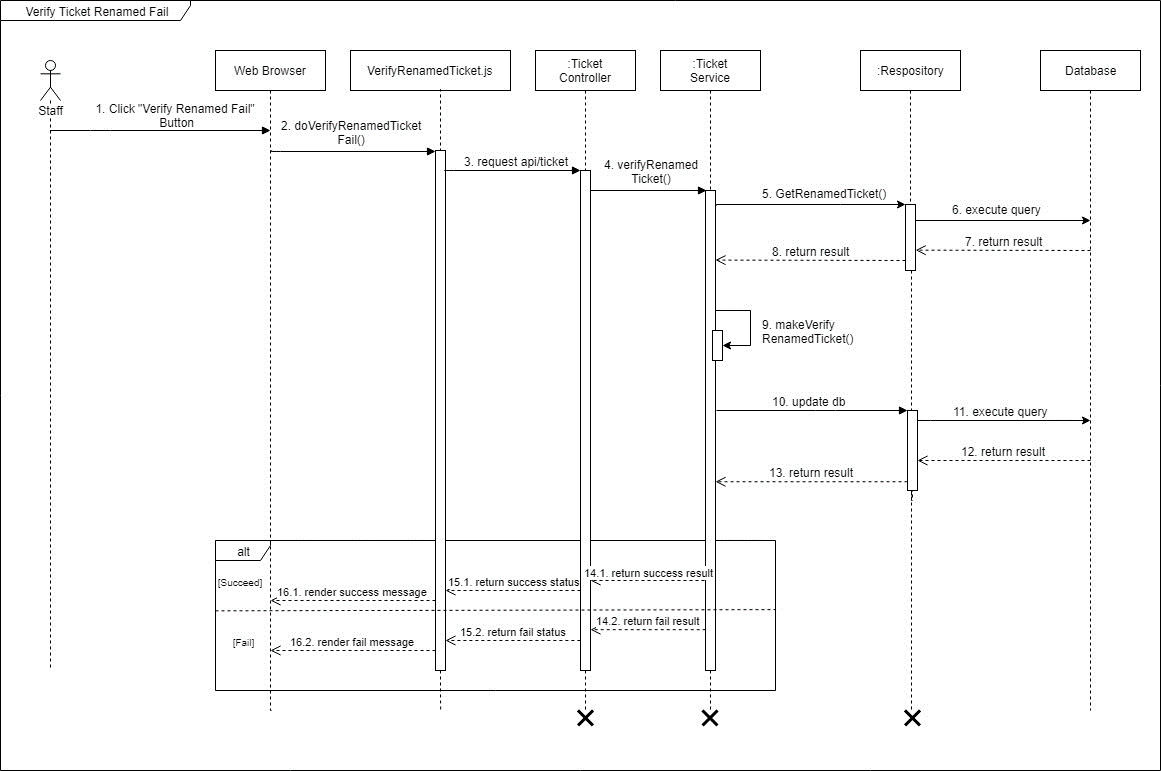 Verify Ticket Renamed Fail
Staff
Web Browser
VerifyRenamedTicket.js
:Ticket
Controller
:Ticket
Service
:Respository
Database
1. Click "Verify Renamed Fail"
Button
2. doVerifyRenamedTicket
Fail()
3. request api/ticket
4. verifyRenamed
Ticket()
5. GetRenamedTicket()
6. execute query
7. return result
8. return result
9. makeVerify
RenamedTicket()
10. update db
11. execute query
12. return result
13. return result
alt
[Succeed]
14.1. return success result
15.1. return success status
16.1. render success message
[Fail]
14.2. return fail result
15.2. return fail status
16.2. render fail message